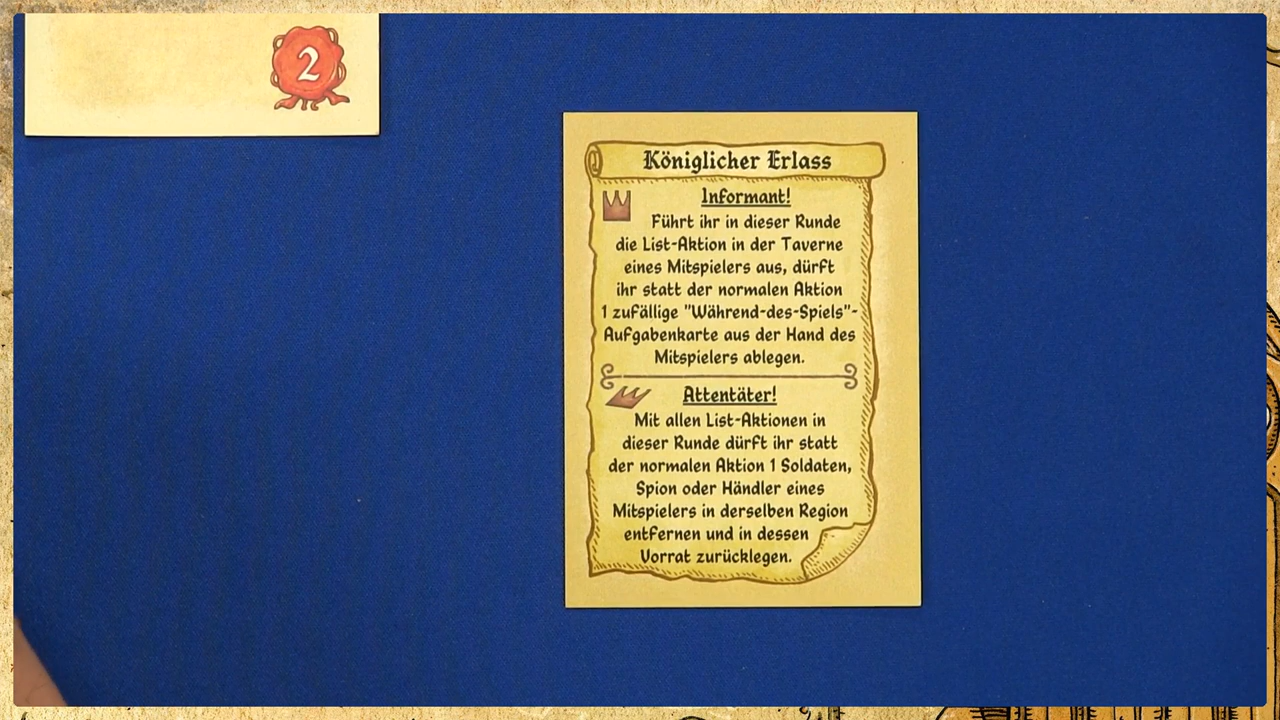 2
Königlicher Erlass
Informant!
Führt ihr in dieser Runde
die List-Aktion in der Taverne
eines Mitspielers aus, dürft
ihr statt der normalen Aktion
1 zufällige "Während-des-Spiels"-
Aufgabenkarte aus der Hand des
Mitspielers ablegen.
Attentäter!
Mit allen List-Aktionen in
dieser Runde dürft ihr statt
der normalen Aktion 1 Soldaten,
Spion oder Händler eines
Mitspielers in derselben Region
entfernen und in dessen
Vorrat zurücklegen.